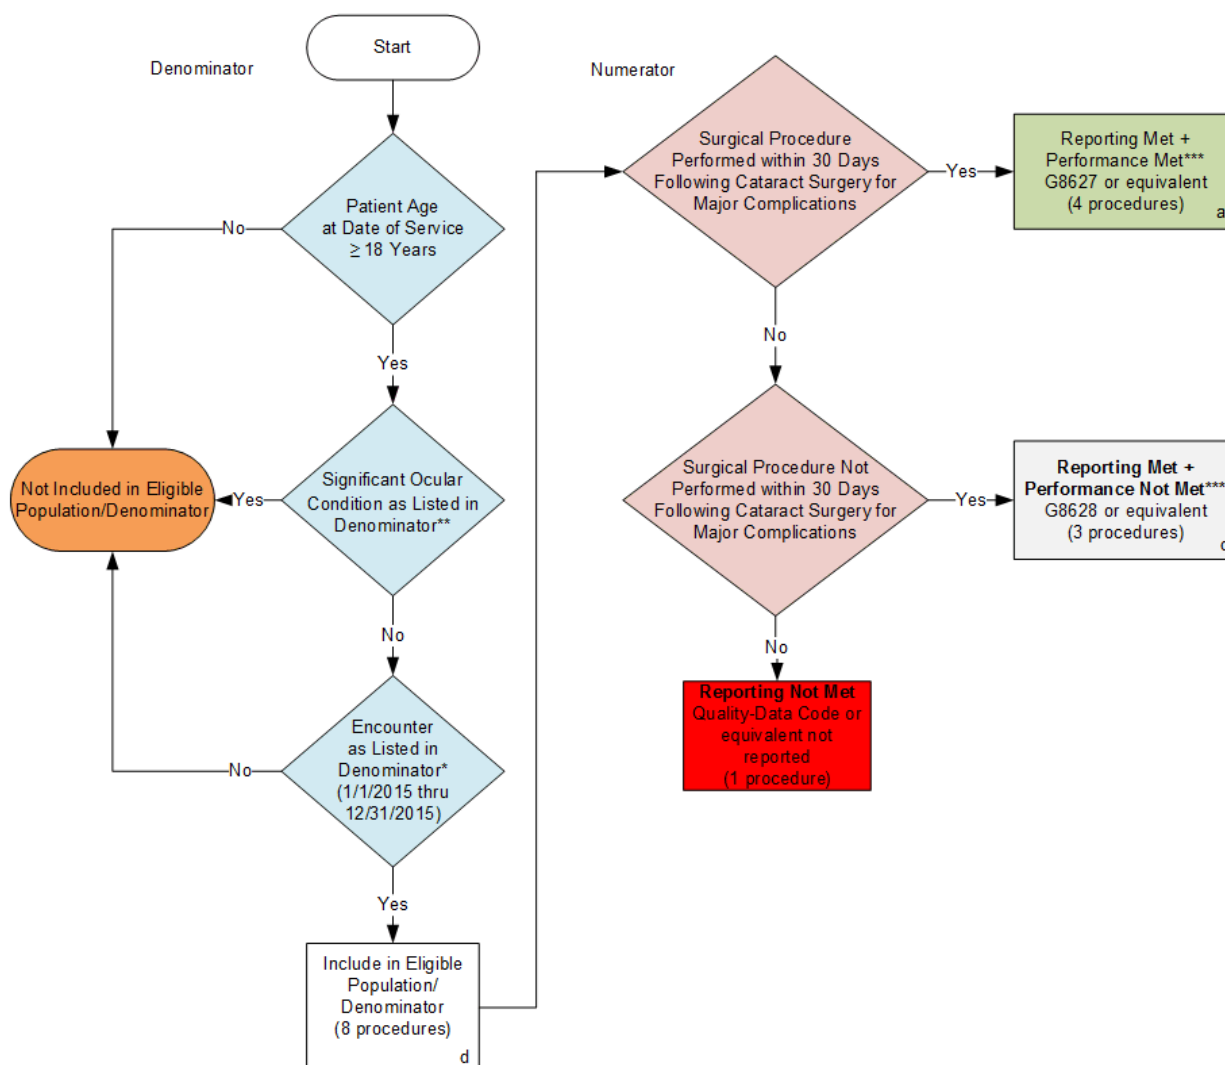 Start
Denominator
Patient Age
at Date of Service
≥ 18 Years
No
Yes
Significant Ocular
Condition as Listed in
Denominator**
Yes
Not Included in Eligible
Population/Denominator
No
Encounter
as Listed in
Denominator*
(1/1/2015 thru
12/31/2015)
No
Yes
Include in Eligible
Population/
Denominator
(8 procedures)
d
Numerator
Surgical Procedure
Performed within 30 Days
Following Cataract Surgery for
Major Complications
Yes
Reporting Met +
Performance Met***
G8627 or equivalent
(4 procedures)
a
No
Surgical Procedure Not
Performed within 30 Days
Following Cataract Surgery for
Major Complications
Yes
Reporting Met +
Performance Not Met***
G8628 or equivalent
(3 procedures)
No
Reporting Not Met
Quality-Data Code or
equivalent not
reported
(1 procedure)